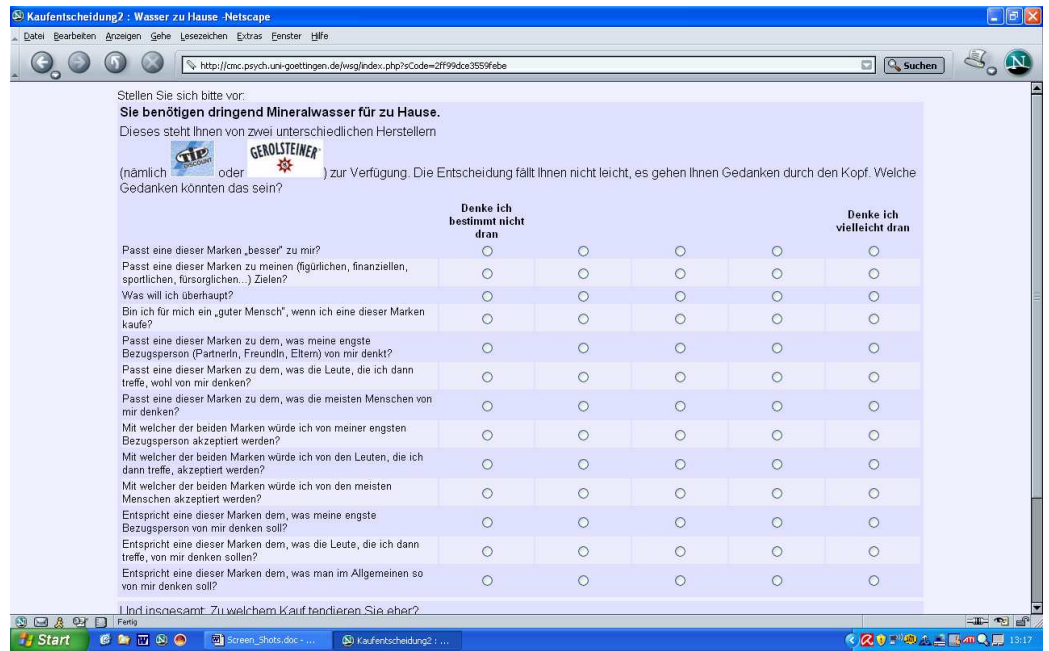 Kaufentscheidung2 : Wasser zu Hause -Netscape
Datei Bearbeiten Anzeigen Gehe Lesezeichen Extras Fenster Hilfe
http://cmc.psych.uni-goettingen.de/wsg/index.php?sCode=2ff99dce3559febe Suchen
Stellen Sie sich bitte vor:
Sie benötigen dringend Mineralwasser für zu Hause.
Dieses steht Ihnen von zwei unterschiedlichen Herstellern
(nämlich TiP DISCOUNT oder GEROLSTEINER ) zur Verfügung. Die Entscheidung fällt Ihnen nicht leicht, es gehen Ihnen Gedanken durch den Kopf. Welche
Gedanken könnten das sein?
Denke ich
bestimmt nicht
dran
Denke ich
vielleicht dran
Passt eine dieser Marken „besser" zu mir?
Passt eine dieser Marken zu meinen (figürlichen, finanziellen,
sportlichen, fürsorglichen...) Zielen?
Was will ich überhaupt?
Bin ich für mich ein „guter Mensch", wenn ich eine dieser Marken
kaufe?
Passt eine dieser Marken zu dem, was meine engste
Bezugsperson (PartnerIn, FreundIn, Eltern) von mir denkt?
Passt eine dieser Marken zu dem, was die Leute, die ich dann
treffe, wohl von mir denken?
Passt eine dieser Marken zu dem, was die meisten Menschen von
mir denken?
Mit welcher der beiden Marken würde ich von meiner engsten
Bezugsperson akzeptiert werden?
Mit welcher der beiden Marken würde ich von den Leuten, die ich
dann treffe, akzeptiert werden?
Mit welcher der beiden Marken würde ich von den meisten
Menschen akzeptiert werden?
Entspricht eine dieser Marken dem, was meine engste
Bezugsperson von mir denken soll?
Entspricht eine dieser Marken dem, was die Leute, die ich dann
treffe, von mir denken sollen?
Entspricht eine dieser Marken dem, was man im Allgemeinen so
von mir denken soll?
Und insgesamt: Zu welchem Kauf tendieren Sie eher?
Fertig
Start Screen_Shots.doc - ... Kaufentscheidung2 : ... 13:17